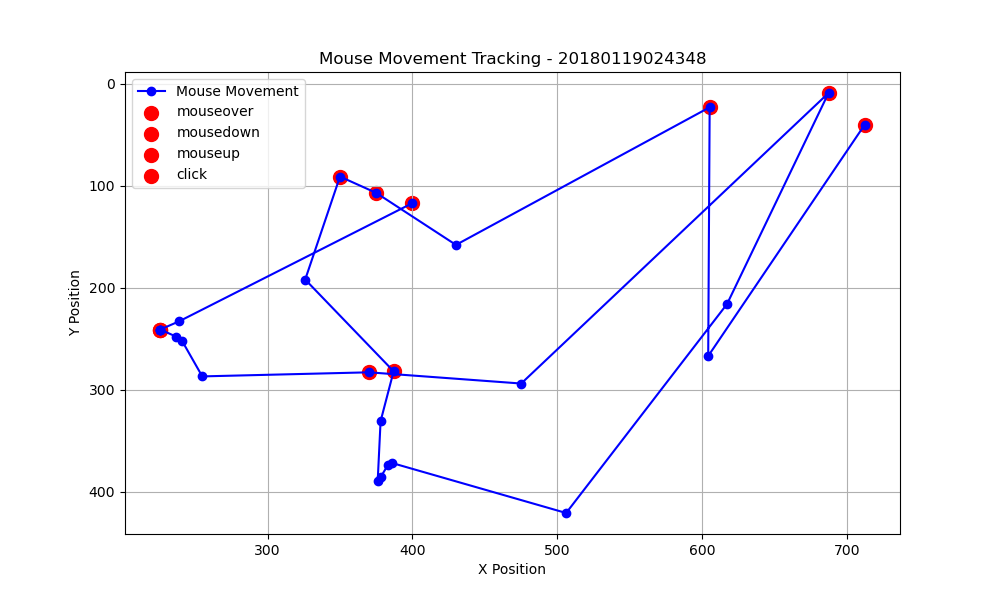 Mouse Movement Tracking - 20180119024348
Mouse Movement
mouseover
mousedown
mouseup
click
0
100
200
300
400
Y Position
300
400
500
600
700
X Position